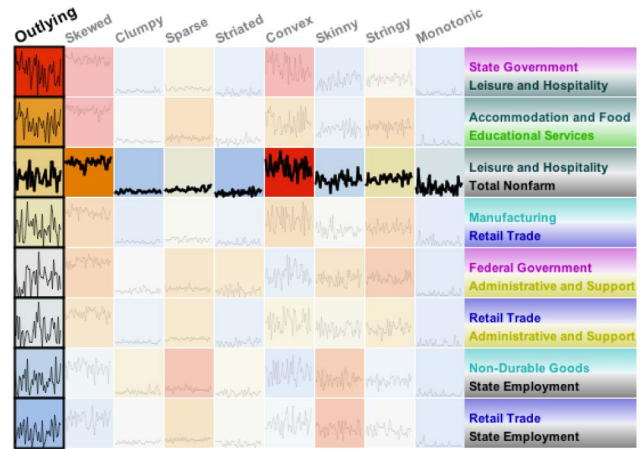 Outlying
Skewed
Clumpy
Sparse
Striated
Convex
Skinny
Stringy
Monotonic
State Government
Leisure and Hospitality
Accommodation and Food
Educational Services
Leisure and Hospitality
Total Nonfarm
Manufacturing
Retail Trade
Federal Government
Administrative and Support
Retail Trade
Administrative and Support
Non-Durable Goods
State Employment
Retail Trade
State Employment